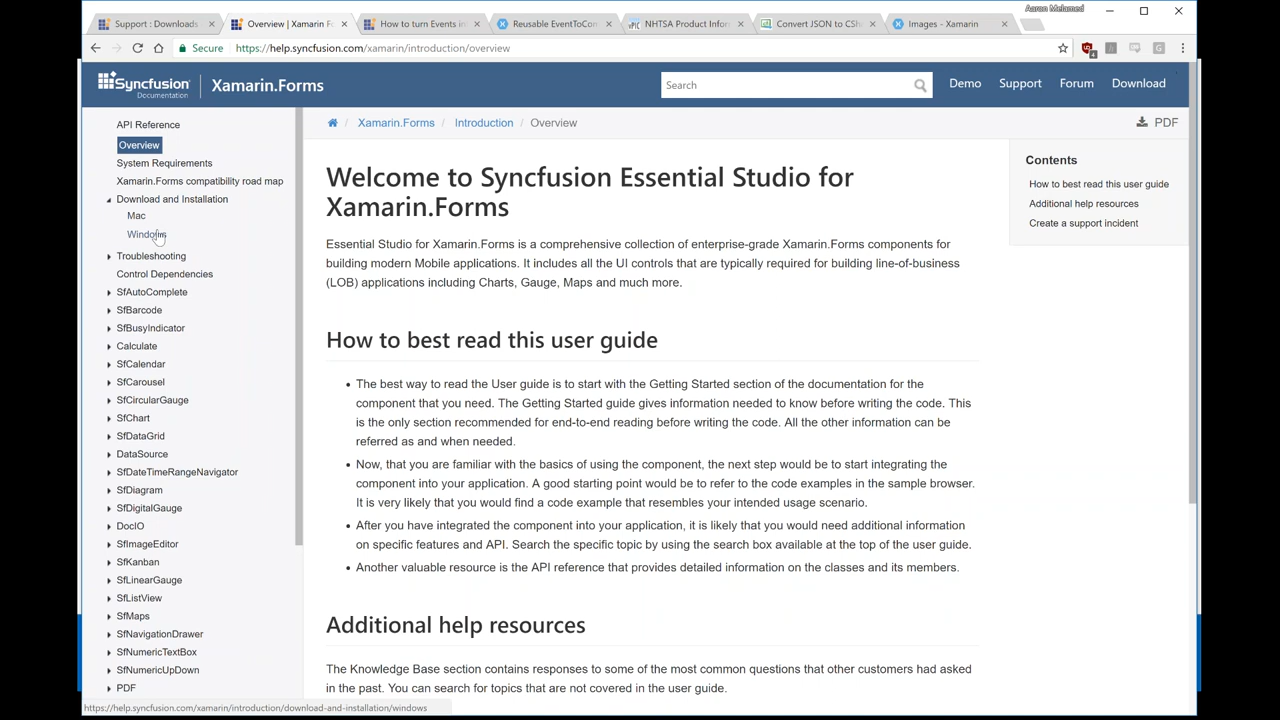 Aaron Melamed
Support : Downloads
Overview | Xamarin F
How to turn Events in
Reusable EventToCom
NHTSA Product Infor
Convert JSON to CSh
Images - Xamarin
Secure
https://help.syncfusion.com/xamarin/introduction/overview
4
Syncfusion
Documentation
Xamarin.Forms
Search
Demo
Support
Forum
Download
API Reference
Overview
System Requirements
Xamarin.Forms compatibility road map
Download and Installation
Mac
Windows
Troubleshooting
Control Dependencies
SfAutoComplete
SfBarcode
SfBusyIndicator
Calculate
SfCalendar
SfCarousel
SfCircularGauge
SfChart
SfDataGrid
DataSource
SfDateTimeRangeNavigator
SfDiagram
SfDigitalGauge
DocIO
SfImageEditor
SfKanban
SfLinearGauge
SfListView
SfMaps
SfNavigationDrawer
SfNumericTextBox
SfNumericUpDown
PDF
Xamarin.Forms / Introduction / Overview
PDF
Welcome to Syncfusion Essential Studio for
Xamarin.Forms
Essential Studio for Xamarin.Forms is a comprehensive collection of enterprise-grade Xamarin.Forms components for
building modern Mobile applications. It includes all the UI controls that are typically required for building line-of-business
(LOB) applications including Charts, Gauge, Maps and much more.
How to best read this user guide
• The best way to read the User guide is to start with the Getting Started section of the documentation for the
component that you need. The Getting Started guide gives information needed to know before writing the code. This
is the only section recommended for end-to-end reading before writing the code. All the other information can be
referred as and when needed.
• Now, that you are familiar with the basics of using the component, the next step would be to start integrating the
component into your application. A good starting point would be to refer to the code examples in the sample browser.
It is very likely that you would find a code example that resembles your intended usage scenario.
• After you have integrated the component into your application, it is likely that you would need additional information
on specific features and API. Search the specific topic by using the search box available at the top of the user guide.
• Another valuable resource is the API reference that provides detailed information on the classes and its members.
Additional help resources
The Knowledge Base section contains responses to some of the most common questions that other customers had asked
in the past. You can search for topics that are not covered in the user guide.
Contents
How to best read this user guide
Additional help resources
Create a support incident
https://help.syncfusion.com/xamarin/introduction/download-and-installation/windows